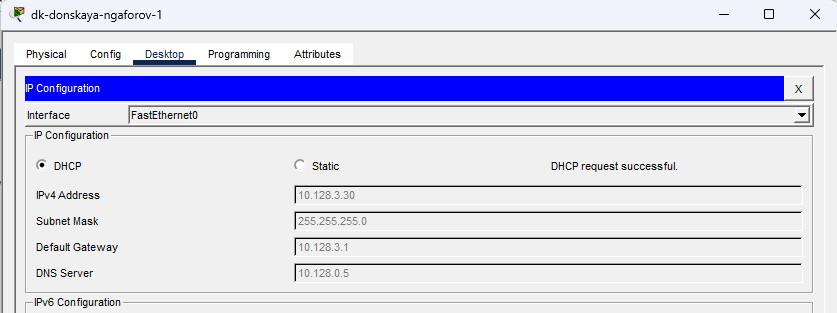 dk-donskaya-ngaforov-1
Physical Config Desktop Programming Attributes
IP Configuration X
Interface FastEthernet0
IP Configuration
DHCP Static DHCP request successful.
IPv4 Address 10.128.3.30
Subnet Mask 255.255.255.0
Default Gateway 10.128.3.1
DNS Server 10.128.0.5
IPv6 Configuration